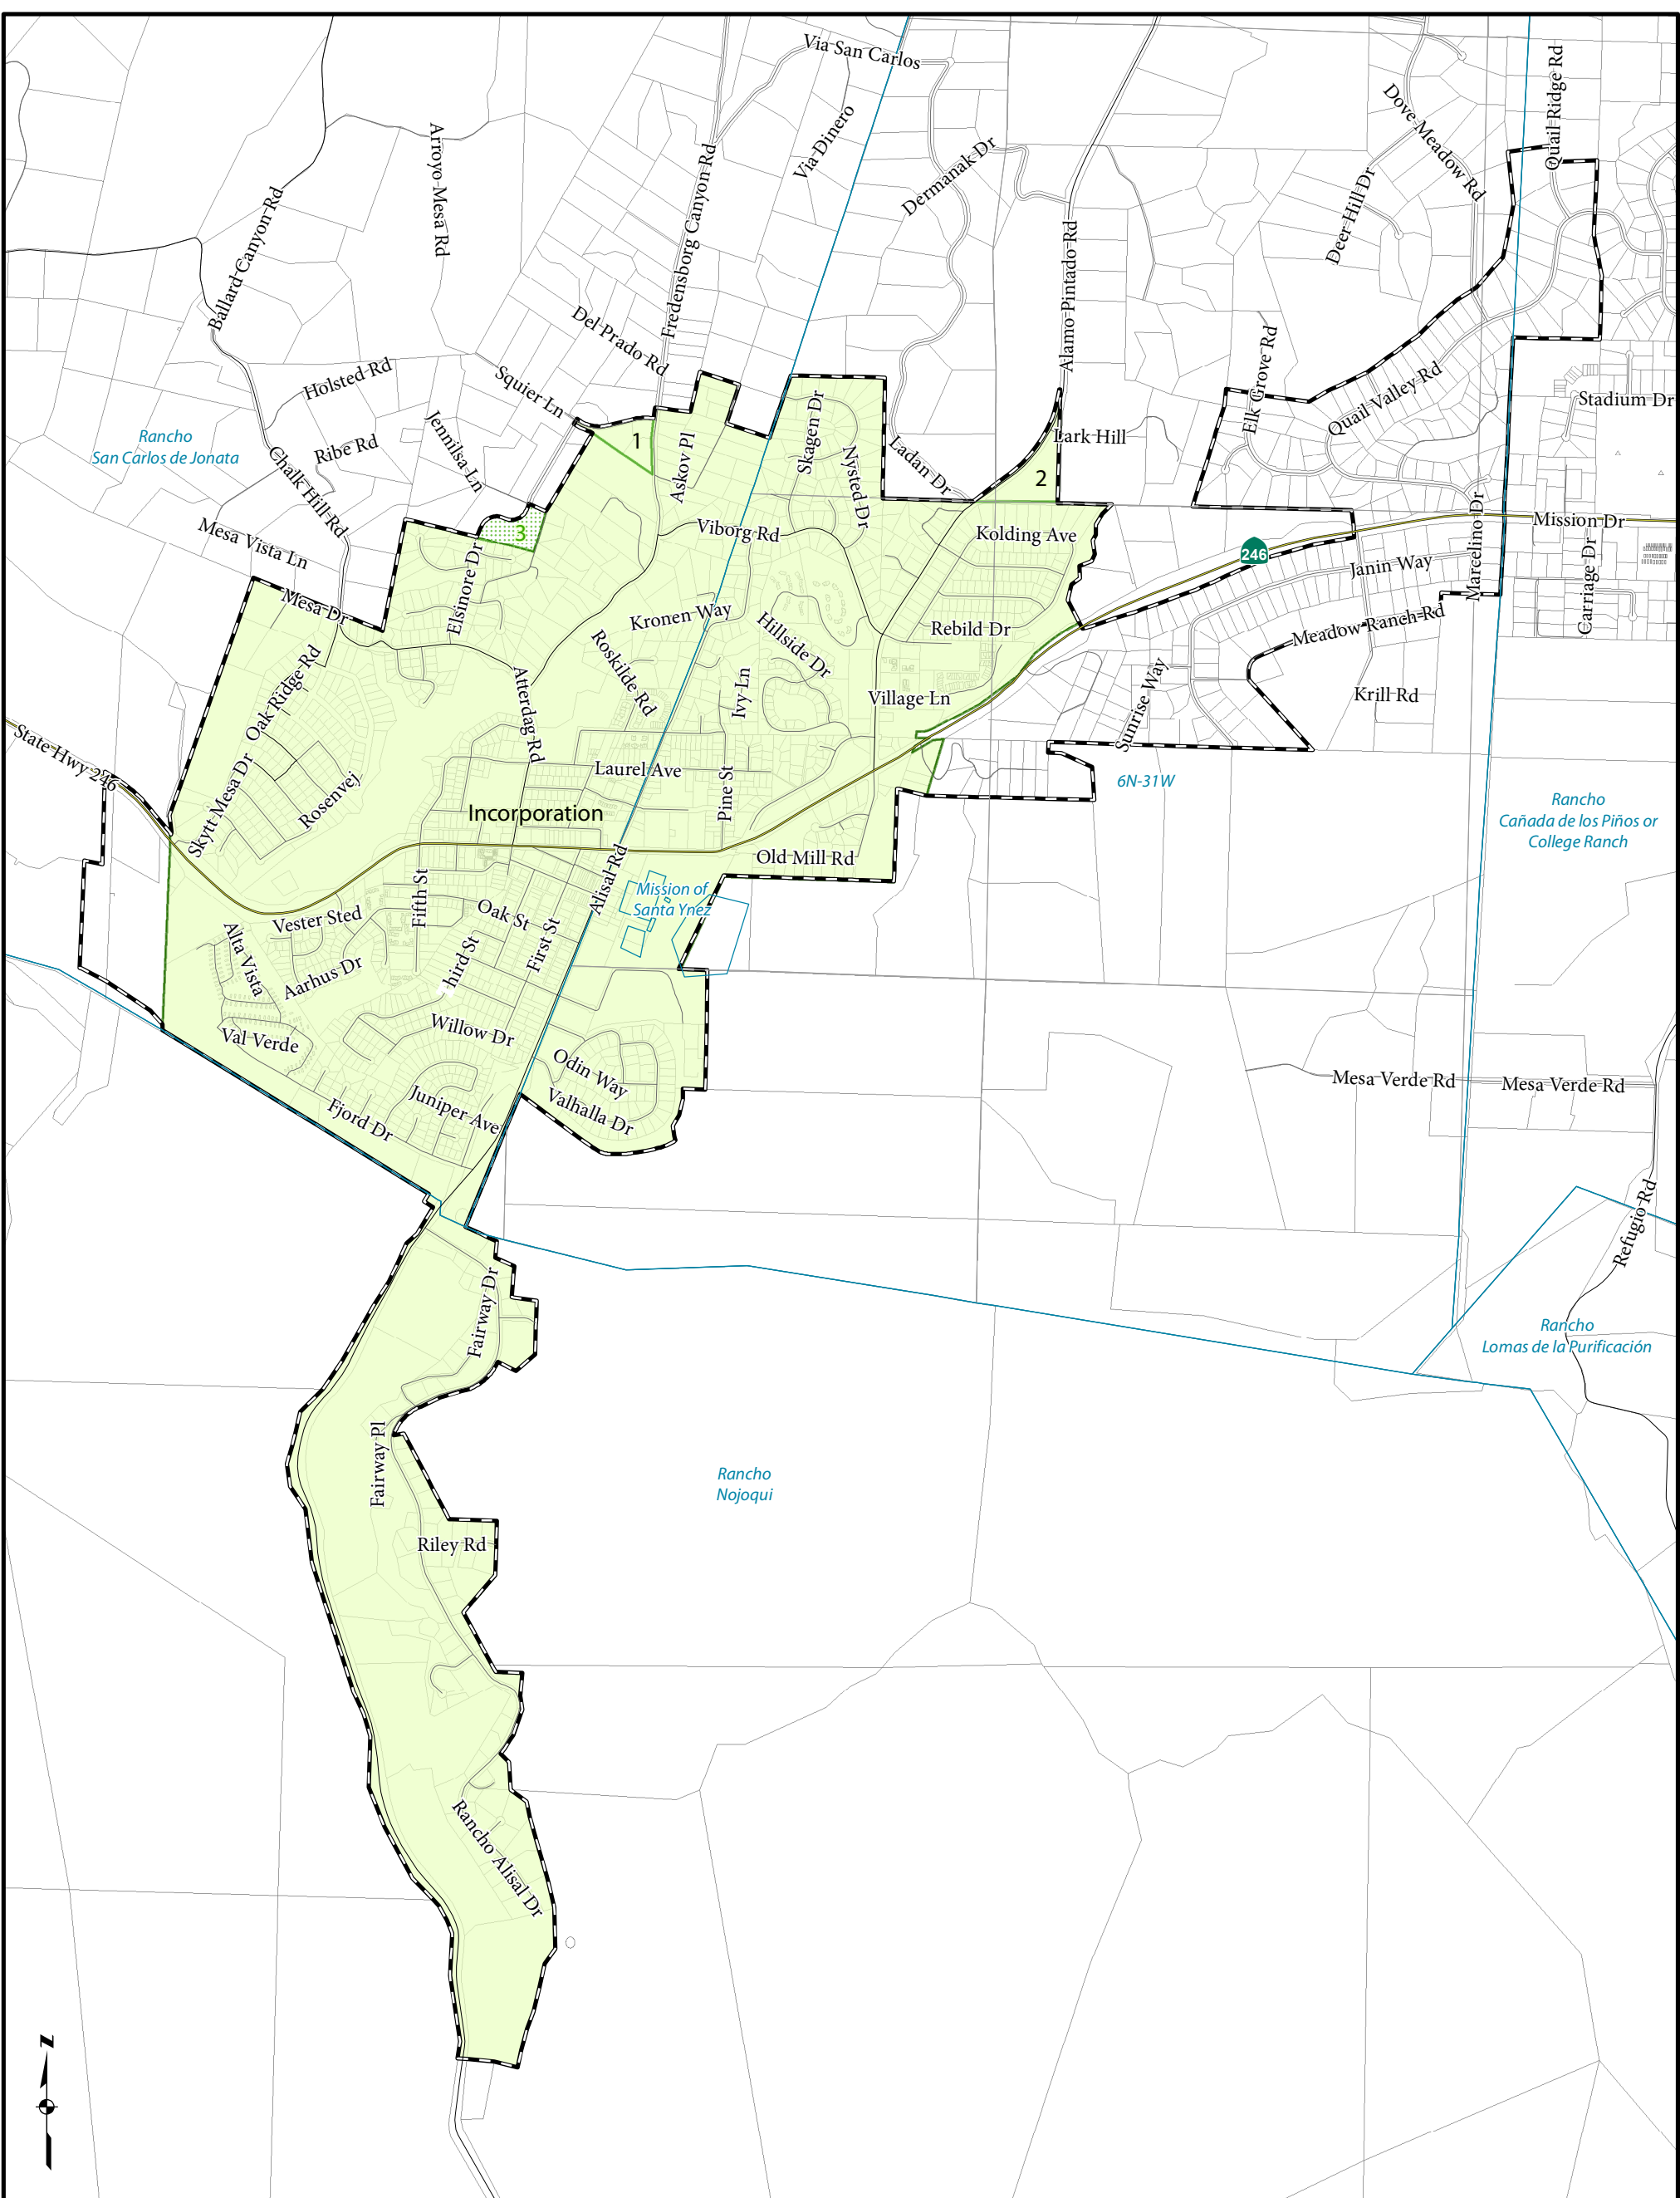 Via San Carlos
Quail Ridge Rd
Dove Meadow Rd
Via Dinero
Arroyo Mesa Rd
Dermanak Dr
Fredensborg Canyon Rd
Deer Hill Dr
Ballard Canyon Rd
Alamo Pintado Rd
Del Prado Rd
Elk Grove Rd
Holsted Rd
Squier Ln
Quail Valley Rd
Stadium Dr
Rancho
San Carlos de Jonata
Ribe Rd
Jennilsa Ln
1
Askov Pl
Skagen Dr
Nysted Dr
Ladan Dr
Lark Hill
2
Chalk Hill Rd
Mesa Vista Ln
3
Viborg Rd
Kolding Ave
246
Mission Dr
Marcelino Dr
Janin Way
Carriage Dr
Mesa Dr
Elsinore Dr
Kronen Way
Hillside Dr
Rebild Dr
Meadow Ranch Rd
Oak Ridge Rd
Roskilde Rd
Atterdag Rd
Ivy Ln
Village Ln
Sunrise Way
Krill Rd
State Hwy 246
Skytt Mesa Dr
Rosenvej
Laurel Ave
Pine St
6N-31W
Incorporation
Rancho
Cañada de los Piños or
College Ranch
Old Mill Rd
Alisal Rd
Mission of
Santa Ynez
Fifth St
Oak St
Vester Sted
First St
Alta Vista
Aarhus Dr
hird St
Willow Dr
Val Verde
Odin Way
Valhalla Dr
Mesa Verde Rd
Mesa Verde Rd
Juniper Ave
Fjord Dr
Refugio Rd
Fairway Dr
Rancho
Lomas de la Purificación
Fairway Pl
Rancho
Nojoqui
Riley Rd
Rancho Alisal Dr
N